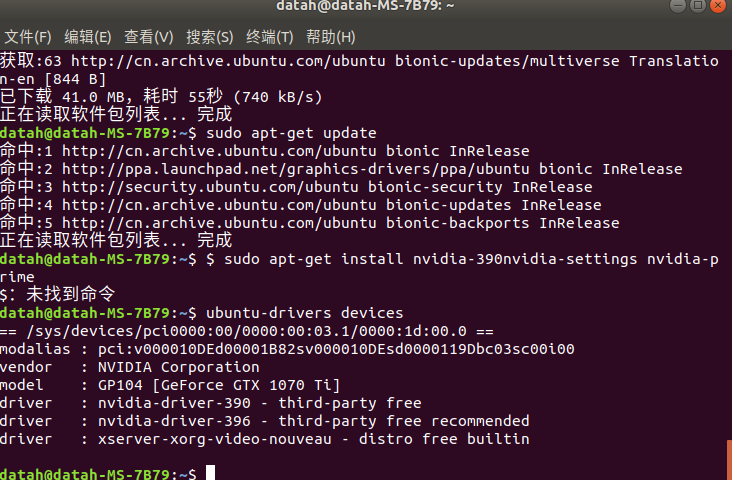 datah@datah-MS-7B79: ~
文件(F) 编辑(E) 查看(V) 搜索(S) 终端(T) 帮助(H)
获取:63 http://cn.archive.ubuntu.com/ubuntu bionic-updates/multiverse Translatio
n-en [844 B]
已下载 41.0 MB，耗时 55秒 (740 kB/s)
正在读取软件包列表... 完成
datah@datah-MS-7B79:~$ sudo apt-get update
命中:1 http://cn.archive.ubuntu.com/ubuntu bionic InRelease
命中:2 http://ppa.launchpad.net/graphics-drivers/ppa/ubuntu bionic InRelease
命中:3 http://security.ubuntu.com/ubuntu bionic-security InRelease
命中:4 http://cn.archive.ubuntu.com/ubuntu bionic-updates InRelease
命中:5 http://cn.archive.ubuntu.com/ubuntu bionic-backports InRelease
正在读取软件包列表... 完成
datah@datah-MS-7B79:~$ $ sudo apt-get install nvidia-390nvidia-settings nvidia-p
rime
$：未找到命令
datah@datah-MS-7B79:~$ ubuntu-drivers devices
== /sys/devices/pci0000:00/0000:00:03.1/0000:1d:00.0 ==
modalias : pci:v000010DEd00001B82sv000010DEsd0000119Dbc03sc00i00
vendor   : NVIDIA Corporation
model    : GP104 [GeForce GTX 1070 Ti]
driver   : nvidia-driver-390 - third-party free
driver   : nvidia-driver-396 - third-party free recommended
driver   : xserver-xorg-video-nouveau - distro free builtin
datah@datah-MS-7B79:~$